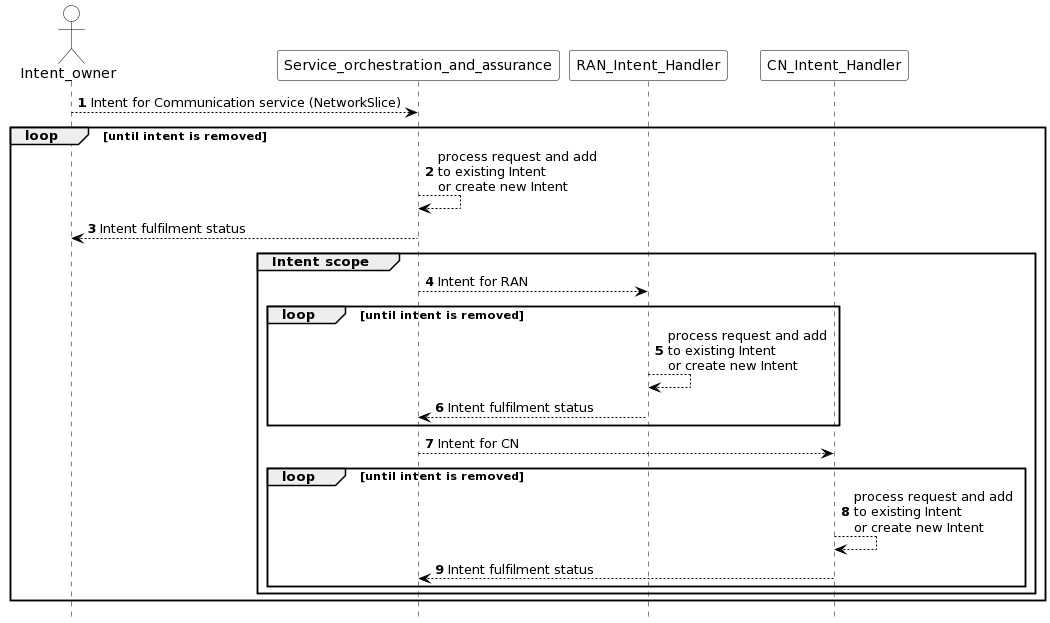 Intent_owner
Service_orchestration_and_assurance
RAN_Intent_Handler
CN_Intent_Handler
1 Intent for Communication service (NetworkSlice)
loop [until intent is removed]
process request and add
2 to existing Intent
or create new Intent
3 Intent fulfilment status
Intent scope
4 Intent for RAN
loop [until intent is removed]
process request and add
5 to existing Intent
or create new Intent
6 Intent fulfilment status
7 Intent for CN
loop [until intent is removed]
process request and add
8 to existing Intent
or create new Intent
9 Intent fulfilment status